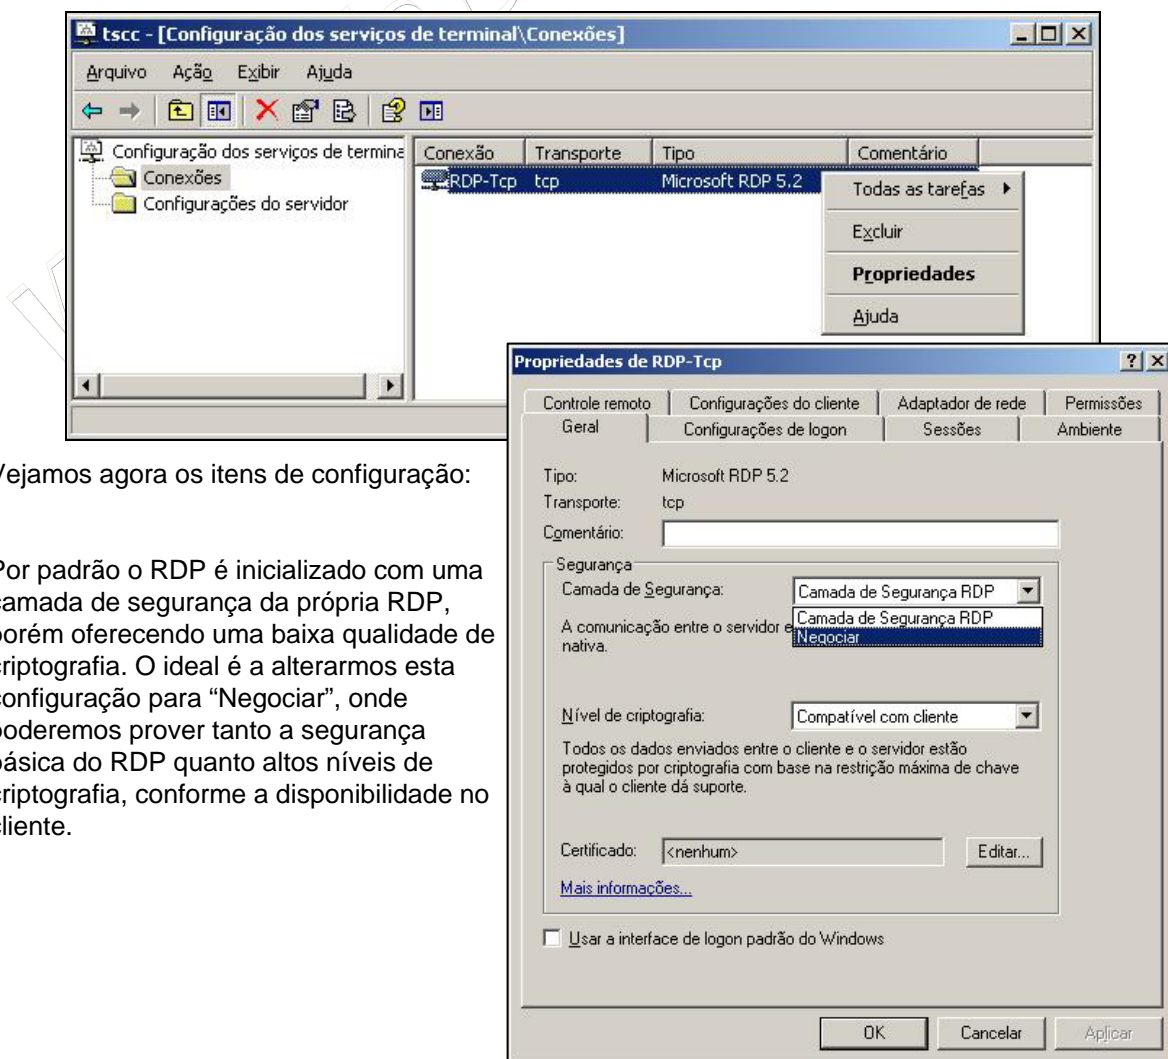 tscc - [Configuração dos serviços de terminal\Conexões]
Arquivo Ação Exibir Ajuda
Configuração dos serviços de termina
Conexões
Configurações do servidor
Conexão Transporte Tipo Comentário
RDP-Tcp tcp Microsoft RDP 5.2
Todas as tarefas
Excluir
Propriedades
Ajuda
Propriedades de RDP-Tcp
Controle remoto Configurações do cliente Adaptador de rede Permissões
Geral Configurações de logon Sessões Ambiente
Tipo: Microsoft RDP 5.2
Transporte: tcp
Comentário:
Segurança
Camada de Segurança: Camada de Segurança RDP
Camada de Segurança RDP
Negociar
A comunicação entre o servidor e
nativa.
Nível de criptografia: Compatível com cliente
Todos os dados enviados entre o cliente e o servidor estão
protegidos por criptografia com base na restrição máxima de chave
à qual o cliente dá suporte.
Certificado: <nenhum> Editar...
Mais informações...
Usar a interface de logon padrão do Windows
OK Cancelar Aplicar
Vejamos agora os itens de configuração:
Por padrão o RDP é inicializado com uma
camada de segurança da própria RDP,
porém oferecendo uma baixa qualidade de
criptografia. O ideal é a alterarmos esta
configuração para “Negociar”, onde
poderemos prover tanto a segurança
básica do RDP quanto altos níveis de
criptografia, conforme a disponibilidade no
cliente.